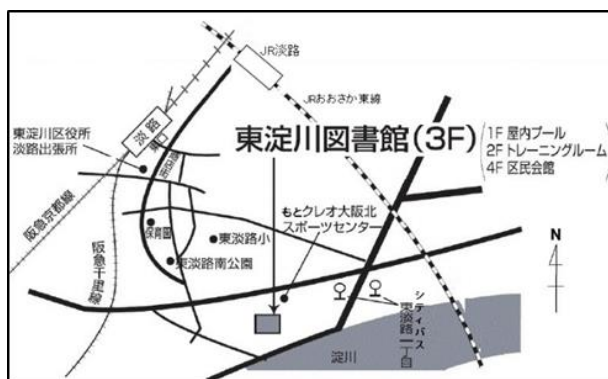 JR淡路
JRおおさか東線
淡路
東
東淀川区役所
淡路出張所
東淀川図書館(3F)
1F 屋内プール
2F トレーニングルーム
4F 区民会館
阪急京都線
阪急千里線
保育園
東淡路小
東淡路南公園
もとクレオ大阪北
スポーツセンター
N
シティバス
東淡路一丁目
淀川